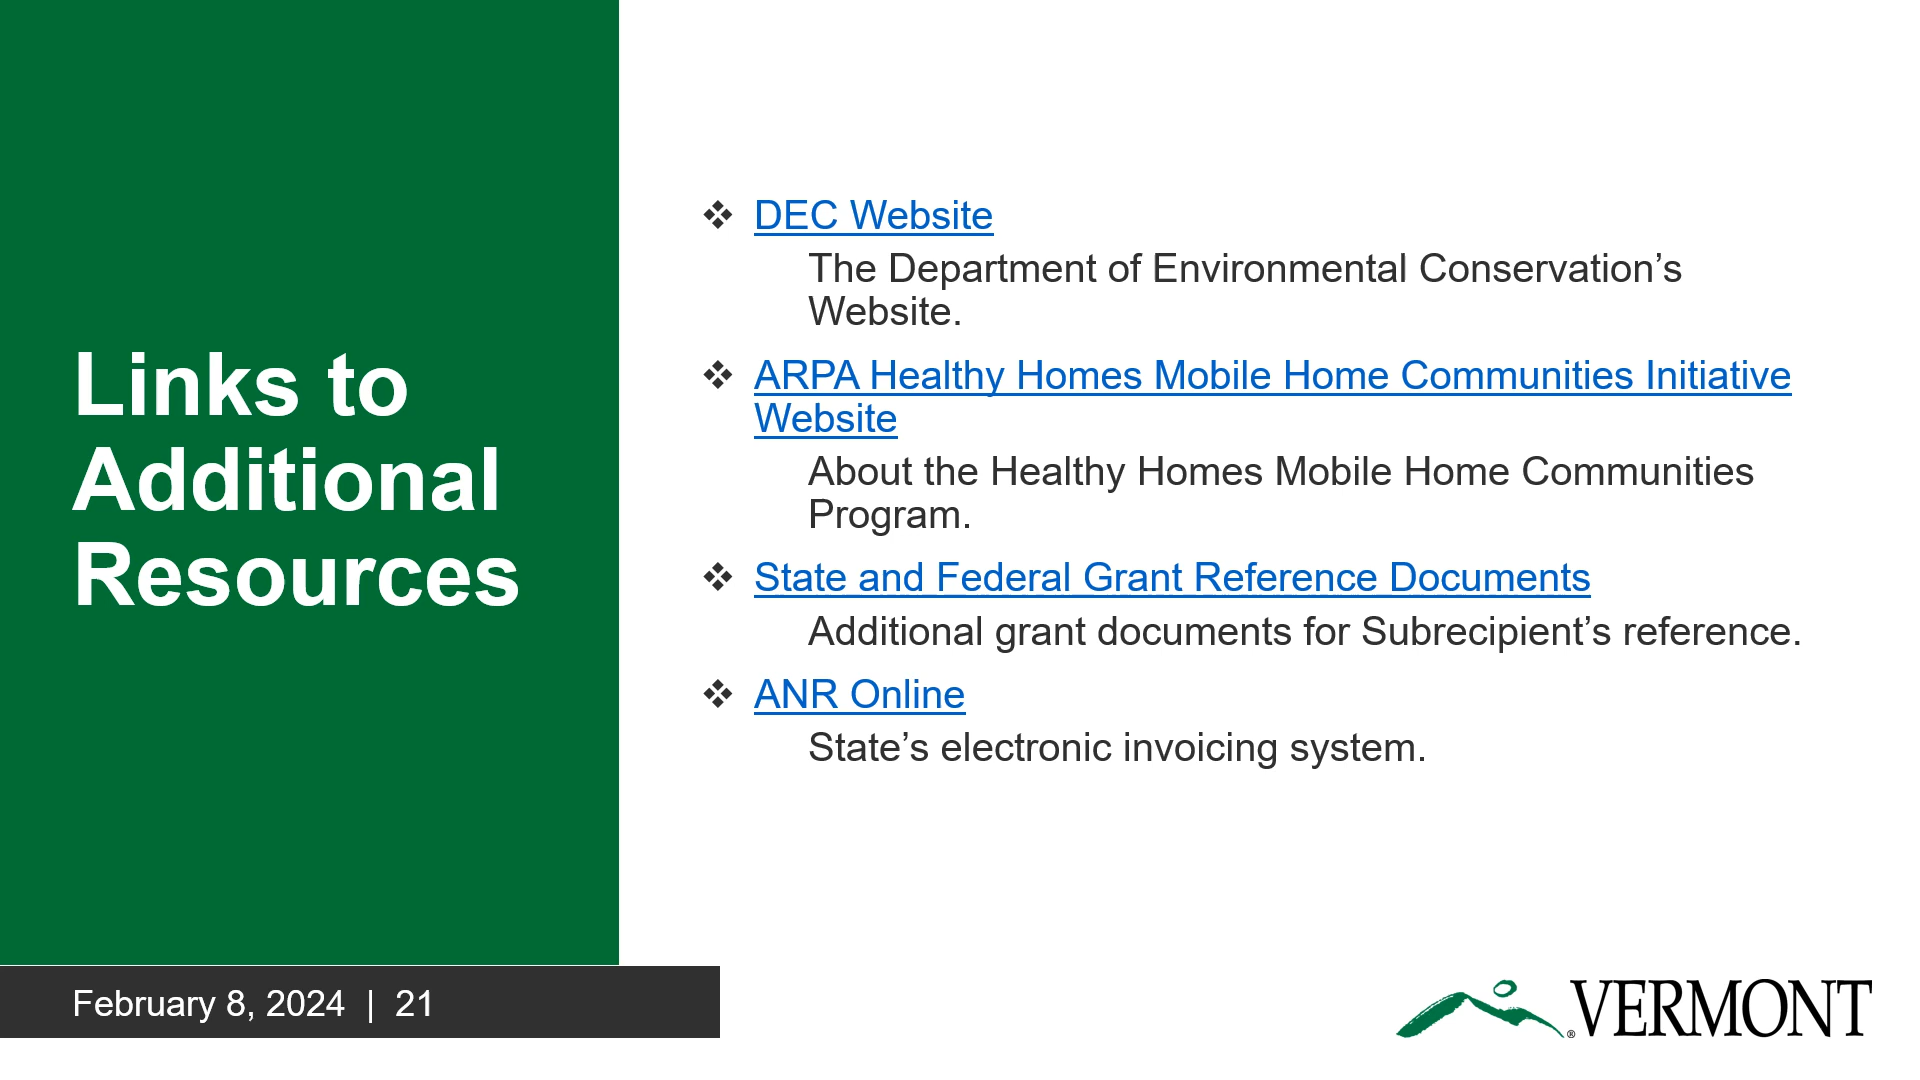 Links to
Additional
Resources
❖ DEC Website
The Department of Environmental Conservation’s
Website.
❖ ARPA Healthy Homes Mobile Home Communities Initiative
Website
About the Healthy Homes Mobile Home Communities
Program.
❖ State and Federal Grant Reference Documents
Additional grant documents for Subrecipient’s reference.
❖ ANR Online
State’s electronic invoicing system.
February 8, 2024 | 21
® VERMONT